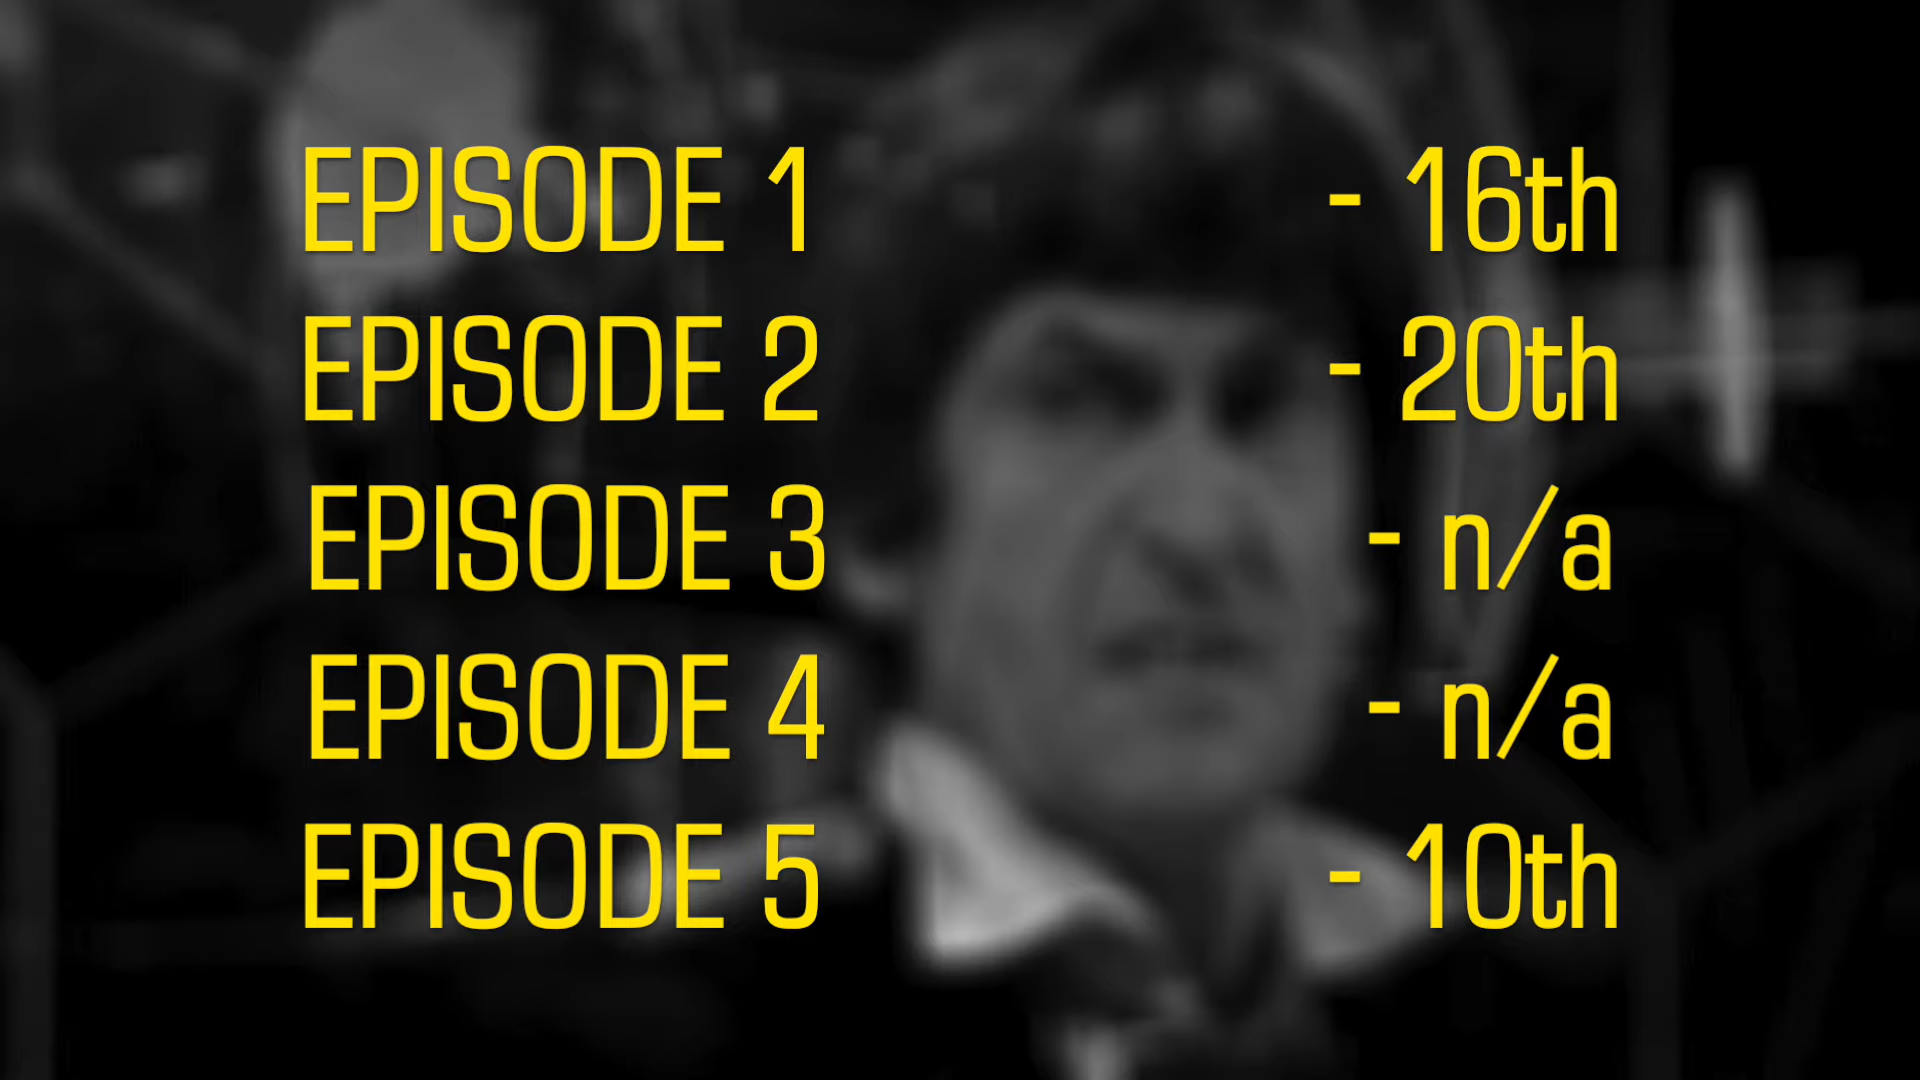 EPISODE 1 - 16th
EPISODE 2 - 20th
EPISODE 3 - n/a
EPISODE 4 - n/a
EPISODE 5 - 10th